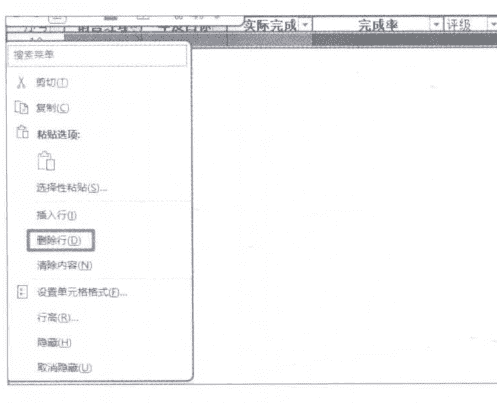 实际完成
完成率
评级
搜索菜单
剪切(T)
复制(C)
粘贴选项:
选择性粘贴(S)...
插入行(I)
删除行(D)
清除内容(N)
设置单元格格式(F)...
行高(R)...
隐藏(H)
取消隐藏(U)